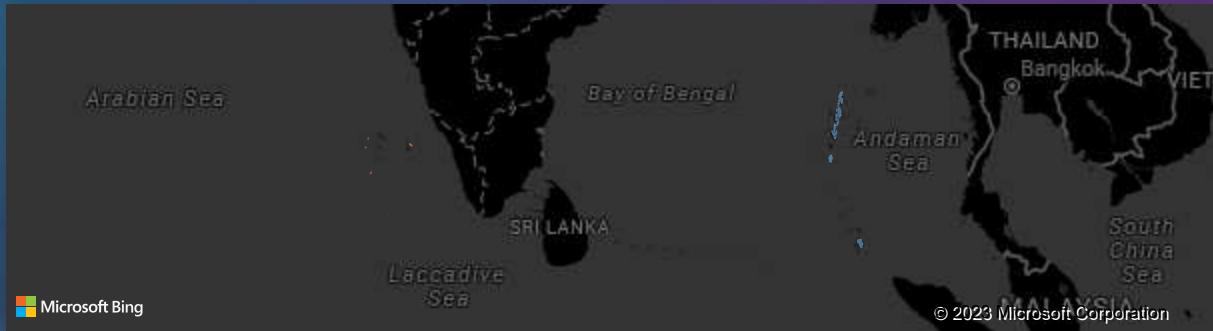 THAILAND
Bangkok
VIET
Arabian Sea
Bay of Bengal
Andaman
Sea
SRI LANKA
South
China
Sea
Laccadive
Sea
Microsoft Bing
MALAYSIA
© 2023 Microsoft Corporation